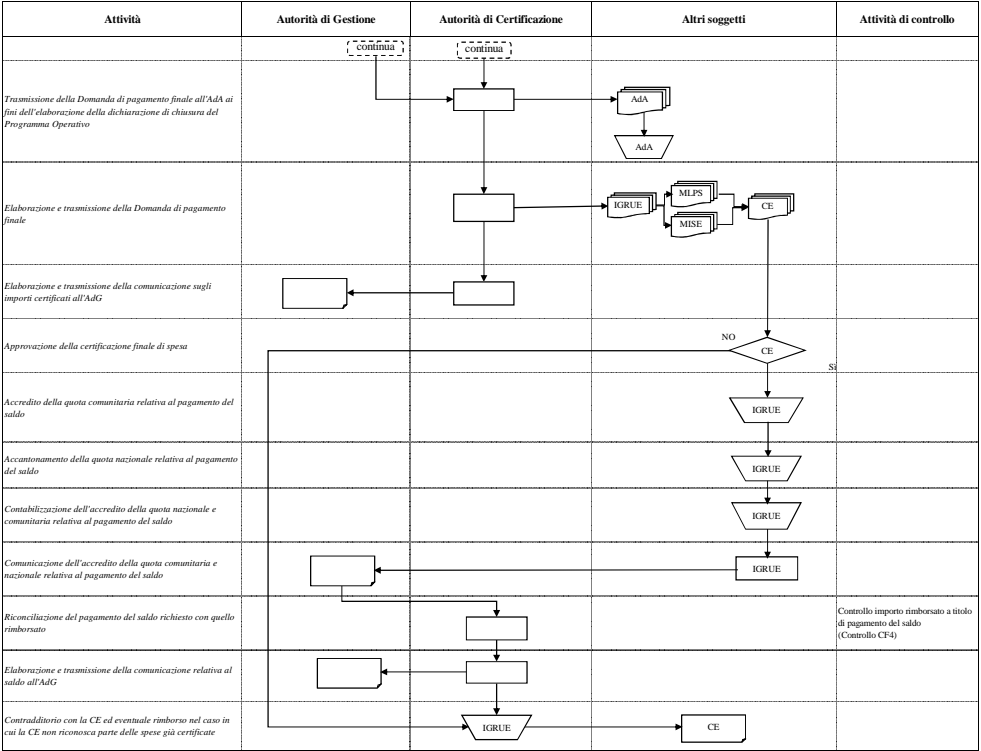 Attività
Autorità di Gestione
Autorità di Certificazione
Altri soggetti
Attività di controllo
continua
continua
Trasmissione della Domanda di pagamento finale all'AdA ai
fini dell'elaborazione della dichiarazione di chiusura del
Programma Operativo
AdA
AdA
Elaborazione e trasmissione della Domanda di pagamento
finale
IGRUE
MLPS
MISE
CE
Elaborazione e trasmissione della comunicazione sugli
importi certificati all'AdG
Approvazione della certificazione finale di spesa
NO
CE
Sì
Accredito della quota comunitaria relativa al pagamento del
saldo
IGRUE
Accantonamento della quota nazionale relativa al pagamento
del saldo
IGRUE
Contabilizzazione dell'accredito della quota nazionale e
comunitaria relativa al pagamento del saldo
IGRUE
Comunicazione dell'accredito della quota comunitaria e
nazionale relativa al pagamento del saldo
IGRUE
Riconciliazione del pagamento del saldo richiesto con quello
rimborsato
Controllo importo rimborsato a titolo
di pagamento del saldo
(Controllo CF4)
Elaborazione e trasmissione della comunicazione relativa al
saldo all'AdG
Contradditorio con la CE ed eventuale rimborso nel caso in
cui la CE non riconosca parte delle spese già certificate
IGRUE
CE